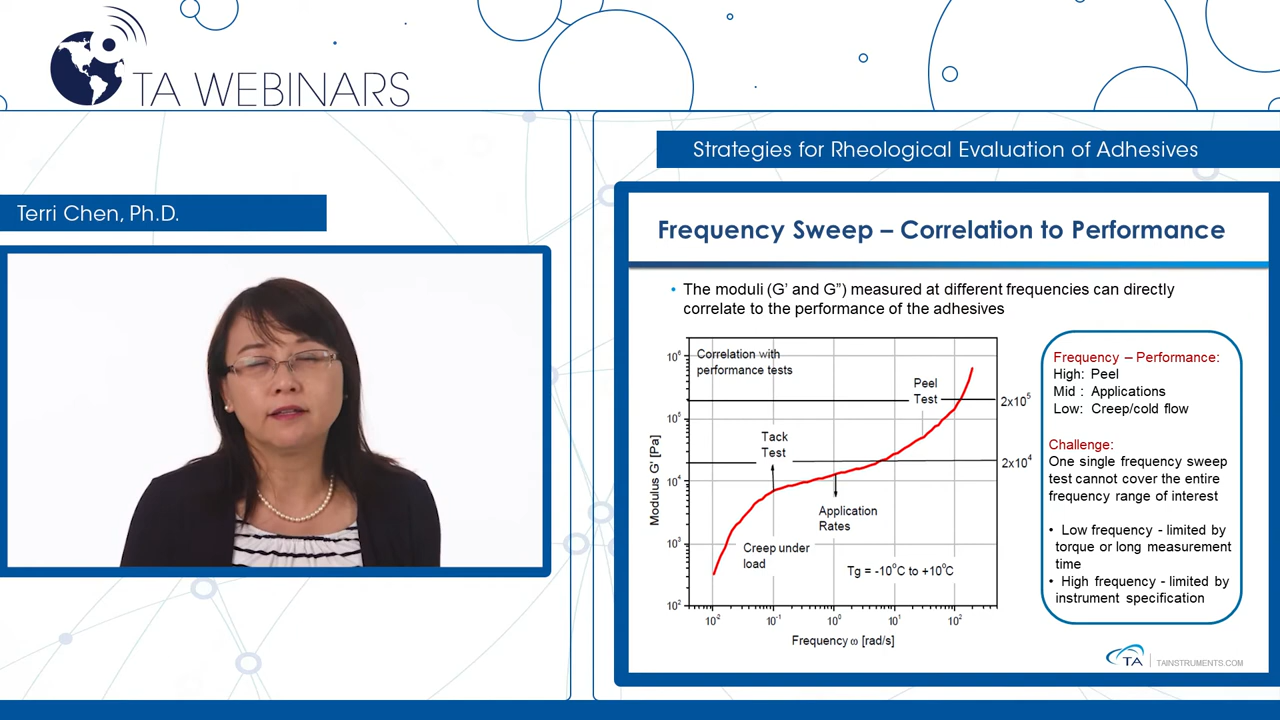 TA WEBINARS
Strategies for Rheological Evaluation of Adhesives
Terri Chen, Ph.D.
Frequency Sweep – Correlation to Performance
• The moduli (G' and G") measured at different frequencies can directly
correlate to the performance of the adhesives
Correlation with
performance tests
Peel
Test
Tack
Test
Application
Rates
Creep under
load
Tg = -10⁰C to +10⁰C
2x10⁵
2x10⁴
10⁶
10⁵
10⁴
10³
10²
Modulus G' [Pa]
10⁻² 10⁻¹ 10⁰ 10¹ 10²
Frequency ω [rad/s]
Frequency – Performance:
High: Peel
Mid : Applications
Low: Creep/cold flow
Challenge:
One single frequency sweep
test cannot cover the entire
frequency range of interest
• Low frequency - limited by
torque or long measurement
time
• High frequency - limited by
instrument specification
TA
TAINSTRUMENTS.COM